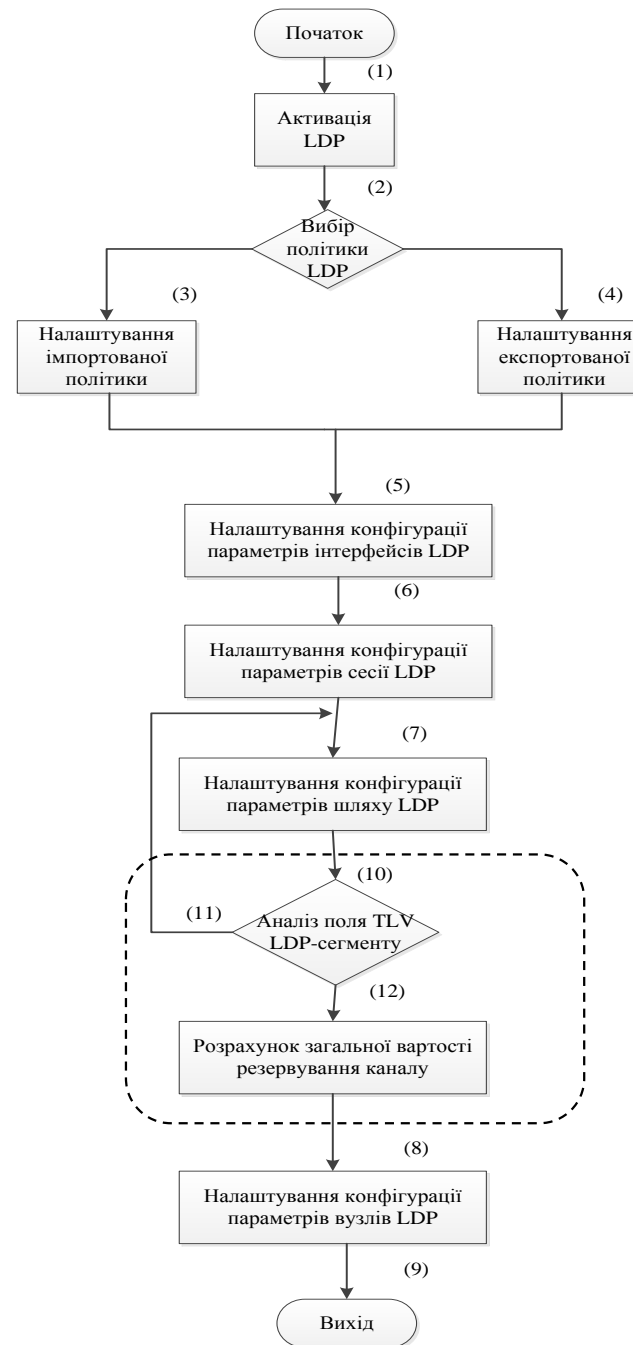 Початок
(1)
Активація
LDP
(2)
Вибір
політики
LDP
(3)
(4)
Налаштування
імпортованої
політики
Налаштування
експортованої
політики
(5)
Налаштування конфігурації
параметрів інтерфейсів LDP
(6)
Налаштування конфігурації
параметрів сесії LDP
(7)
Налаштування конфігурації
параметрів шляху LDP
(10)
(11)
Аналіз поля TLV
LDP-сегменту
(12)
Розрахунок загальної вартості
резервування каналу
(8)
Налаштування конфігурації
параметрів вузлів LDP
(9)
Вихід